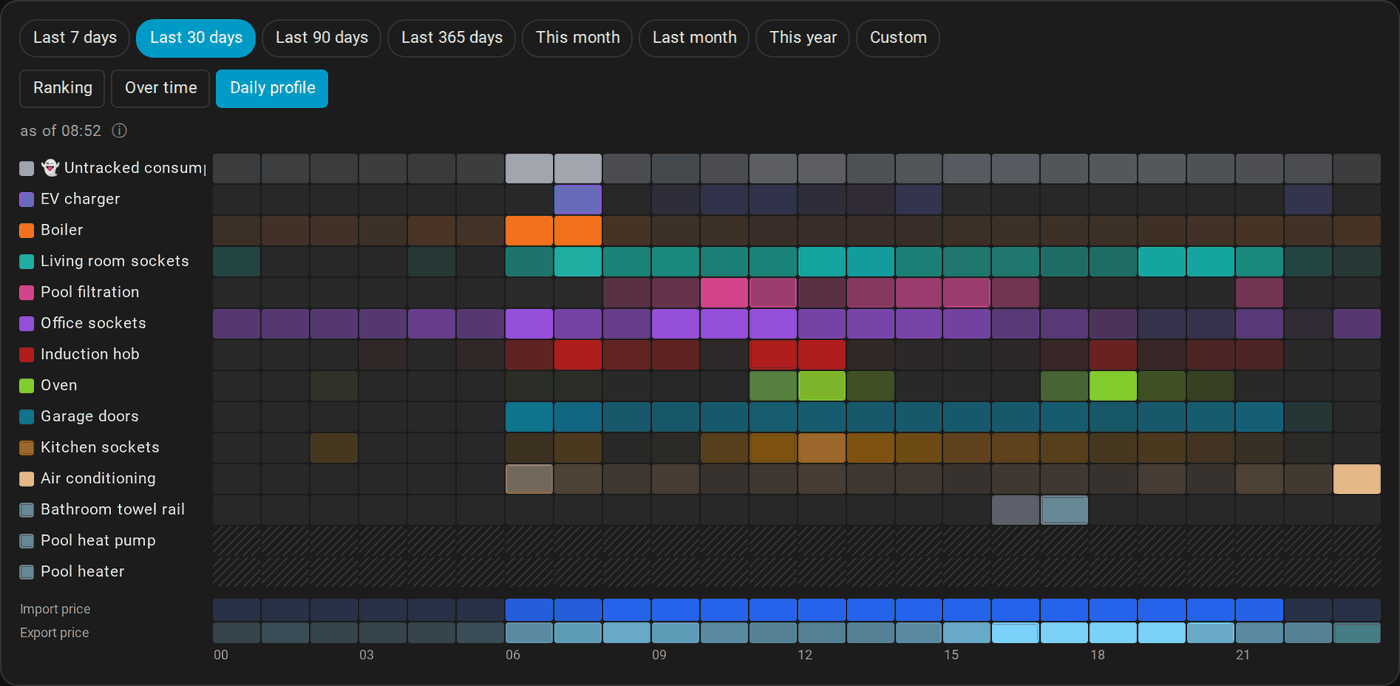 Last 7 days Last 30 days Last 90 days Last 365 days This month Last month This year Custom
Ranking Over time Daily profile
as of 08:52 ⓘ
👻 Untracked consump
EV charger
Boiler
Living room sockets
Pool filtration
Office sockets
Induction hob
Oven
Garage doors
Kitchen sockets
Air conditioning
Bathroom towel rail
Pool heat pump
Pool heater
Import price
Export price
00 03 06 09 12 15 18 21